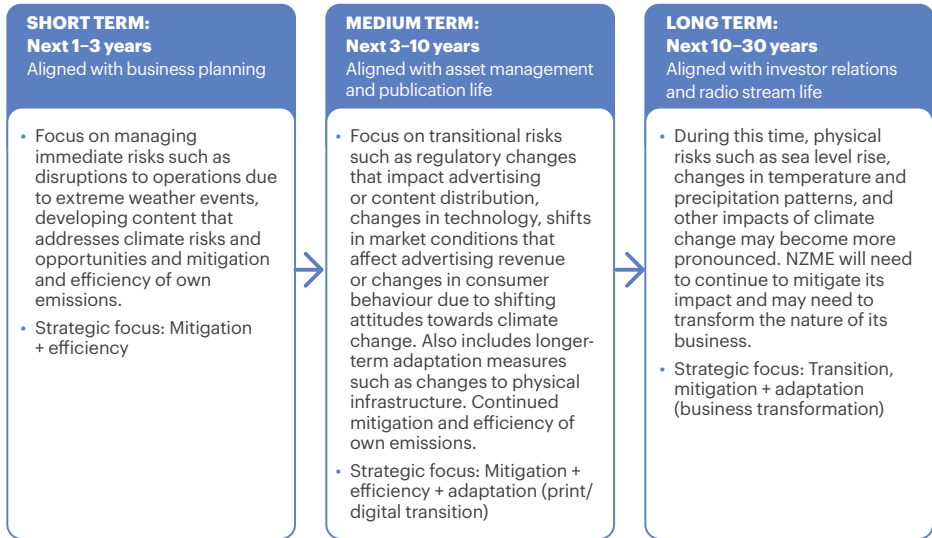 SHORT TERM:
Next 1–3 years
Aligned with business planning
• Focus on managing
immediate risks such as
disruptions to operations due
to extreme weather events,
developing content that
addresses climate risks and
opportunities and mitigation
and efficiency of own
emissions.
• Strategic focus: Mitigation
+ efficiency
MEDIUM TERM:
Next 3–10 years
Aligned with asset management
and publication life
• Focus on transitional risks
such as regulatory changes
that impact advertising
or content distribution,
changes in technology, shifts
in market conditions that
affect advertising revenue
or changes in consumer
behaviour due to shifting
attitudes towards climate
change. Also includes longer-
term adaptation measures
such as changes to physical
infrastructure. Continued
mitigation and efficiency of
own emissions.
• Strategic focus: Mitigation +
efficiency + adaptation (print/
digital transition)
LONG TERM:
Next 10–30 years
Aligned with investor relations
and radio stream life
• During this time, physical
risks such as sea level rise,
changes in temperature and
precipitation patterns, and
other impacts of climate
change may become more
pronounced. NZME will need
to continue to mitigate its
impact and may need to
transform the nature of its
business.
• Strategic focus: Transition,
mitigation + adaptation
(business transformation)